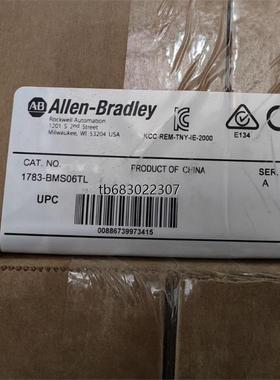 AB Allen-Bradley
Rockwell Automation
1201 S 2nd Street
Milwaukee, WI 53204 USA
KCC-REM-TNY-IE-2000
E134
CAT. NO.
PRODUCT OF CHINA
SER.
1783-BMS06TL
A
tb683022307
UPC
00886739973415